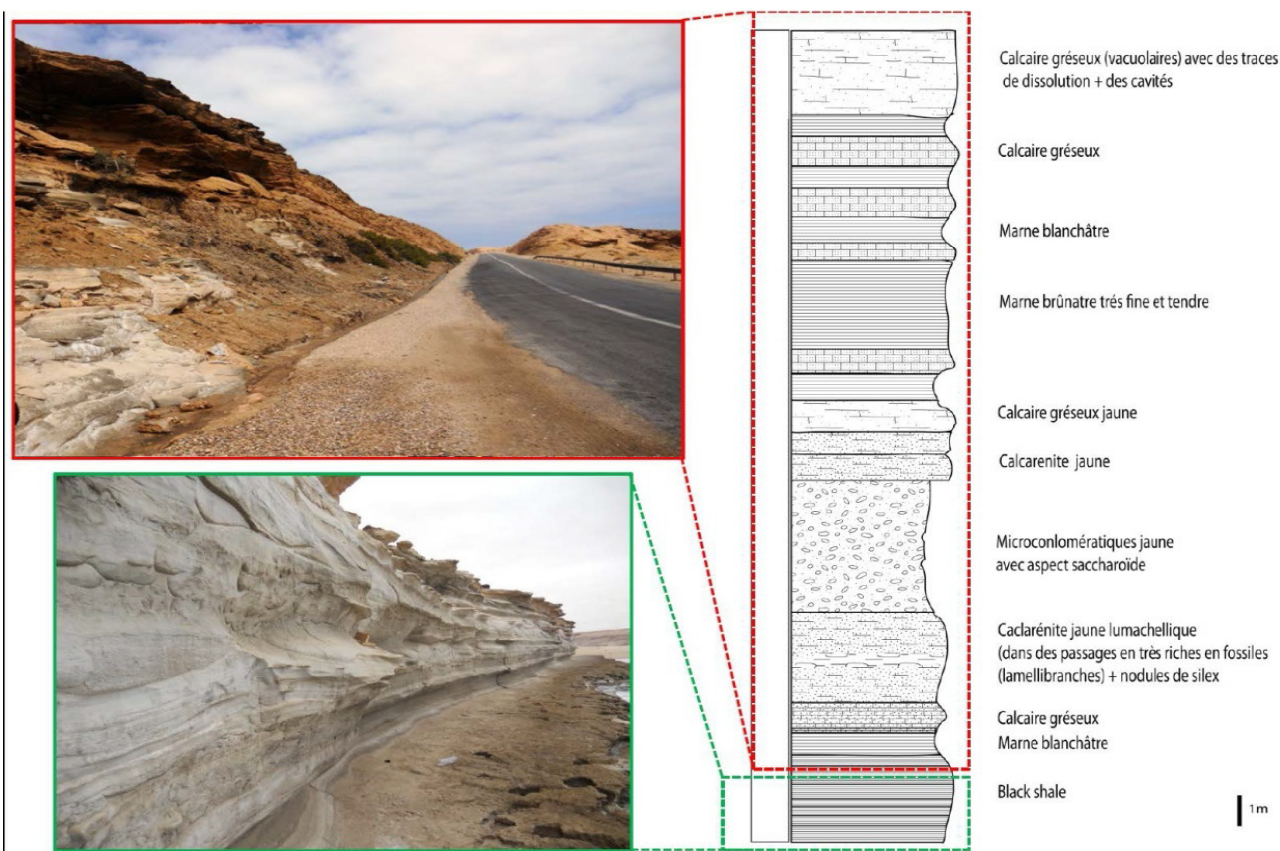 Calcaire gréseux (vacuolaires) avec des traces
de dissolution + des cavités
Calcaire gréseux
Marne blanchâtre
Marne brûnatre trés fine et tendre
Calcaire gréseux jaune
Calcarenite jaune
Microconlomératiques jaune
avec aspect saccharoïde
Caclarénite jaune lumachellique
(dans des passages en très riches en fossiles
(lamellibranches) + nodules de silex
Calcaire gréseux
Marne blanchâtre
Black shale
1m